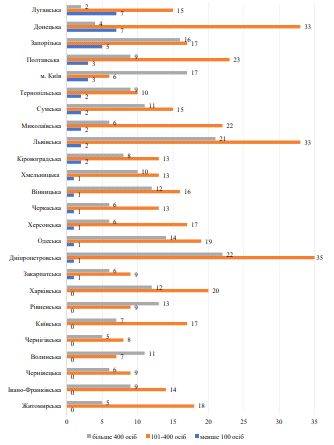 Луганська 2 15 7
Донецька 4 33 7
Запорізька 16 17 5
Полтавська 9 23 3
м. Київ 17 6 3
Тернопільська 9 10 2
Сумська 11 15 2
Миколаївська 6 22 2
Львівська 21 33 2
Кіровоградська 8 13 2
Хмельницька 10 13 1
Вінницька 12 16 1
Черкаська 6 13 1
Херсонська 6 17 1
Одеська 14 19 1
Дніпропетровська 22 35 1
Закарпатська 6 9 1
Харківська 12 20 0
Рівненська 13 9 0
Київська 7 17 0
Чернігівська 5 8 0
Волинська 11 7 0
Чернівецька 6 9 0
Івано-Франківська 9 14 0
Житомирська 5 18 0
0 5 10 15 20 25 30 35
більше 400 осіб 101-400 осіб менше 100 осіб